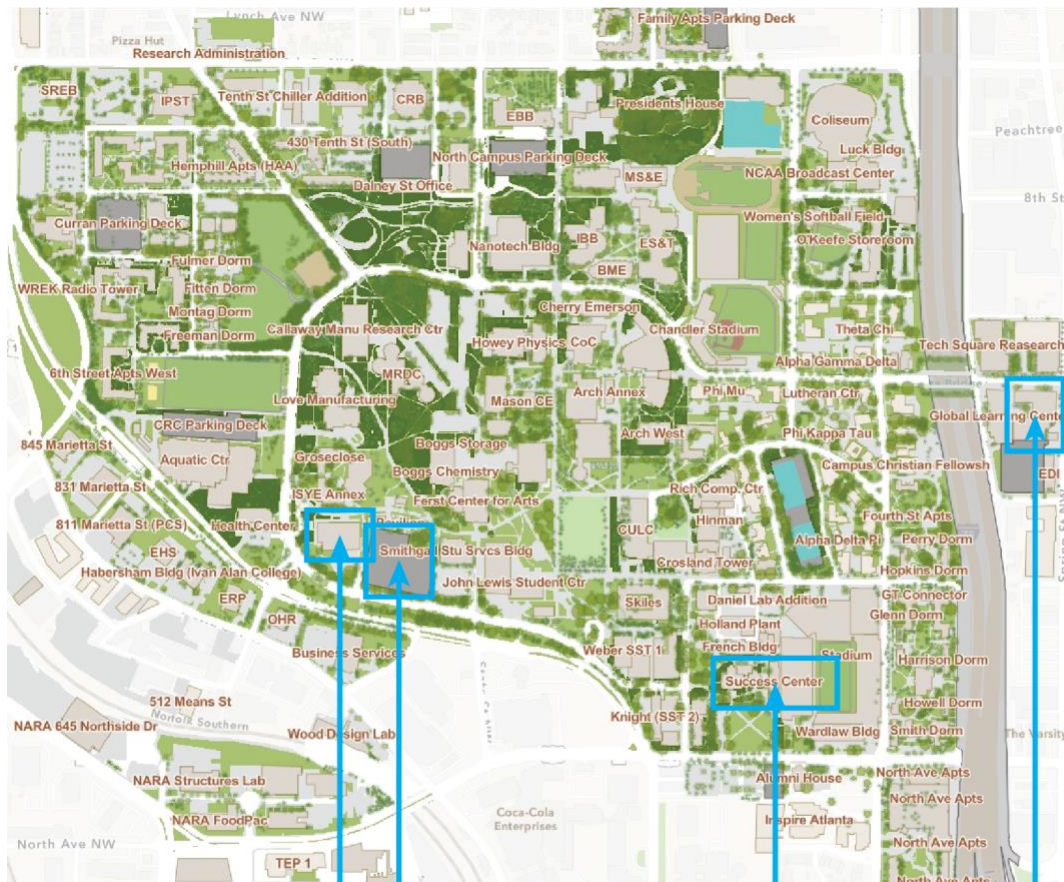 Lynch Ave NW
Family Apts Parking Deck
Pizza Hut
Research Administration
SREB
IPST
Tenth St Chiller Addition
CRB
EBB
Presidents House
Coliseum
Peachtree
430 Tenth St (South)
North Campus Parking Deck
Luck Bldg
Hemphill Apts (HAA)
Dalney St Office
MS&E
NCAA Broadcast Center
8th St
Curran Parking Deck
Women's Softball Field
Nanotech Bldg
IBB
ES&T
O'Keefe Storeroom
Fulmer Dorm
BME
WREK Radio Tower
Fitten Dorm
Montag Dorm
Cherry Emerson
Freeman Dorm
Callaway Manu Research Ctr
Howey Physics
CoC
Chandler Stadium
Theta Chi
Tech Square Reasearch
Alpha Gamma Delta
6th Street Apts West
MRDC
Love Manufacturing
Mason CE
Arch Annex
Phi Mu
Lutheran Ctr
Global Learning Cente
CRC Parking Deck
Arch West
Phi Kappa Tau
845 Marietta St
Boggs Storage
Aquatic Ctr
Groseclose
Boggs Chemistry
Campus Christian Fellowsh
EDI
831 Marietta St
ISYE Annex
Ferst Center for Arts
Rich Comp. Ctr
811 Marietta St (PCS)
Health Center
CULC
Hinman
Fourth St Apts
Alpha Delta Pi
Perry Dorm
EHS
Smithgall Stu Srvcs Bldg
Crosland Tower
Habersham Bldg (Ivan Alan College)
John Lewis Student Ctr
Hopkins Dorm
ERP
Skiles
Daniel Lab Addition
GT Connector
OHR
Holland Plant
Glenn Dorm
Business Services
Weber SST 1
French Bldg
Stadium
Harrison Dorm
Success Center
512 Means St
Howell Dorm
NARA 645 Northside Dr
Norfolk Southern
Wood Design Lab
Knight (SST 2)
Wardlaw Bldg
Smith Dorm
The Varsity
NARA Structures Lab
Alumni House
North Ave Apts
North Ave Apts
NARA FoodPac
Coca-Cola
Enterprises
Inspire Atlanta
North Ave NW
North Ave Apts
TEP 1
North Ave Apts